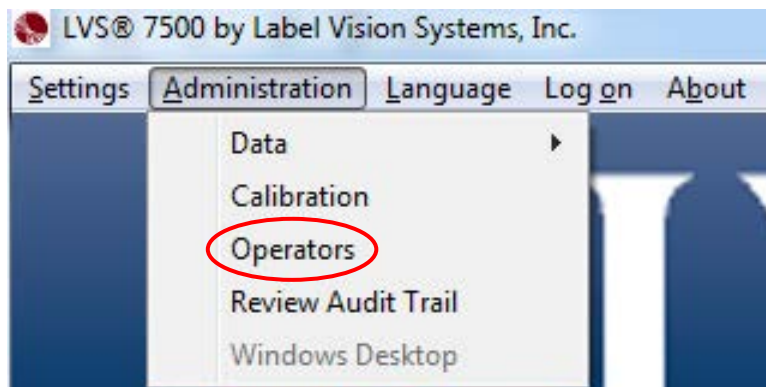 LVS® 7500 by Label Vision Systems, Inc.
Settings Administration Language Log on About
Data
Calibration
Operators
Review Audit Trail
Windows Desktop